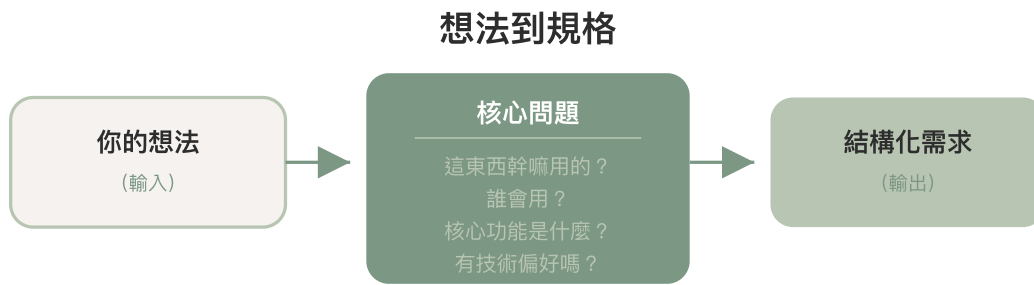 想法到規格
你的想法
（輸入）
核心問題
這東西幹嘛用的？
誰會用？
核心功能是什麼？
有技術偏好嗎？
結構化需求
（輸出）